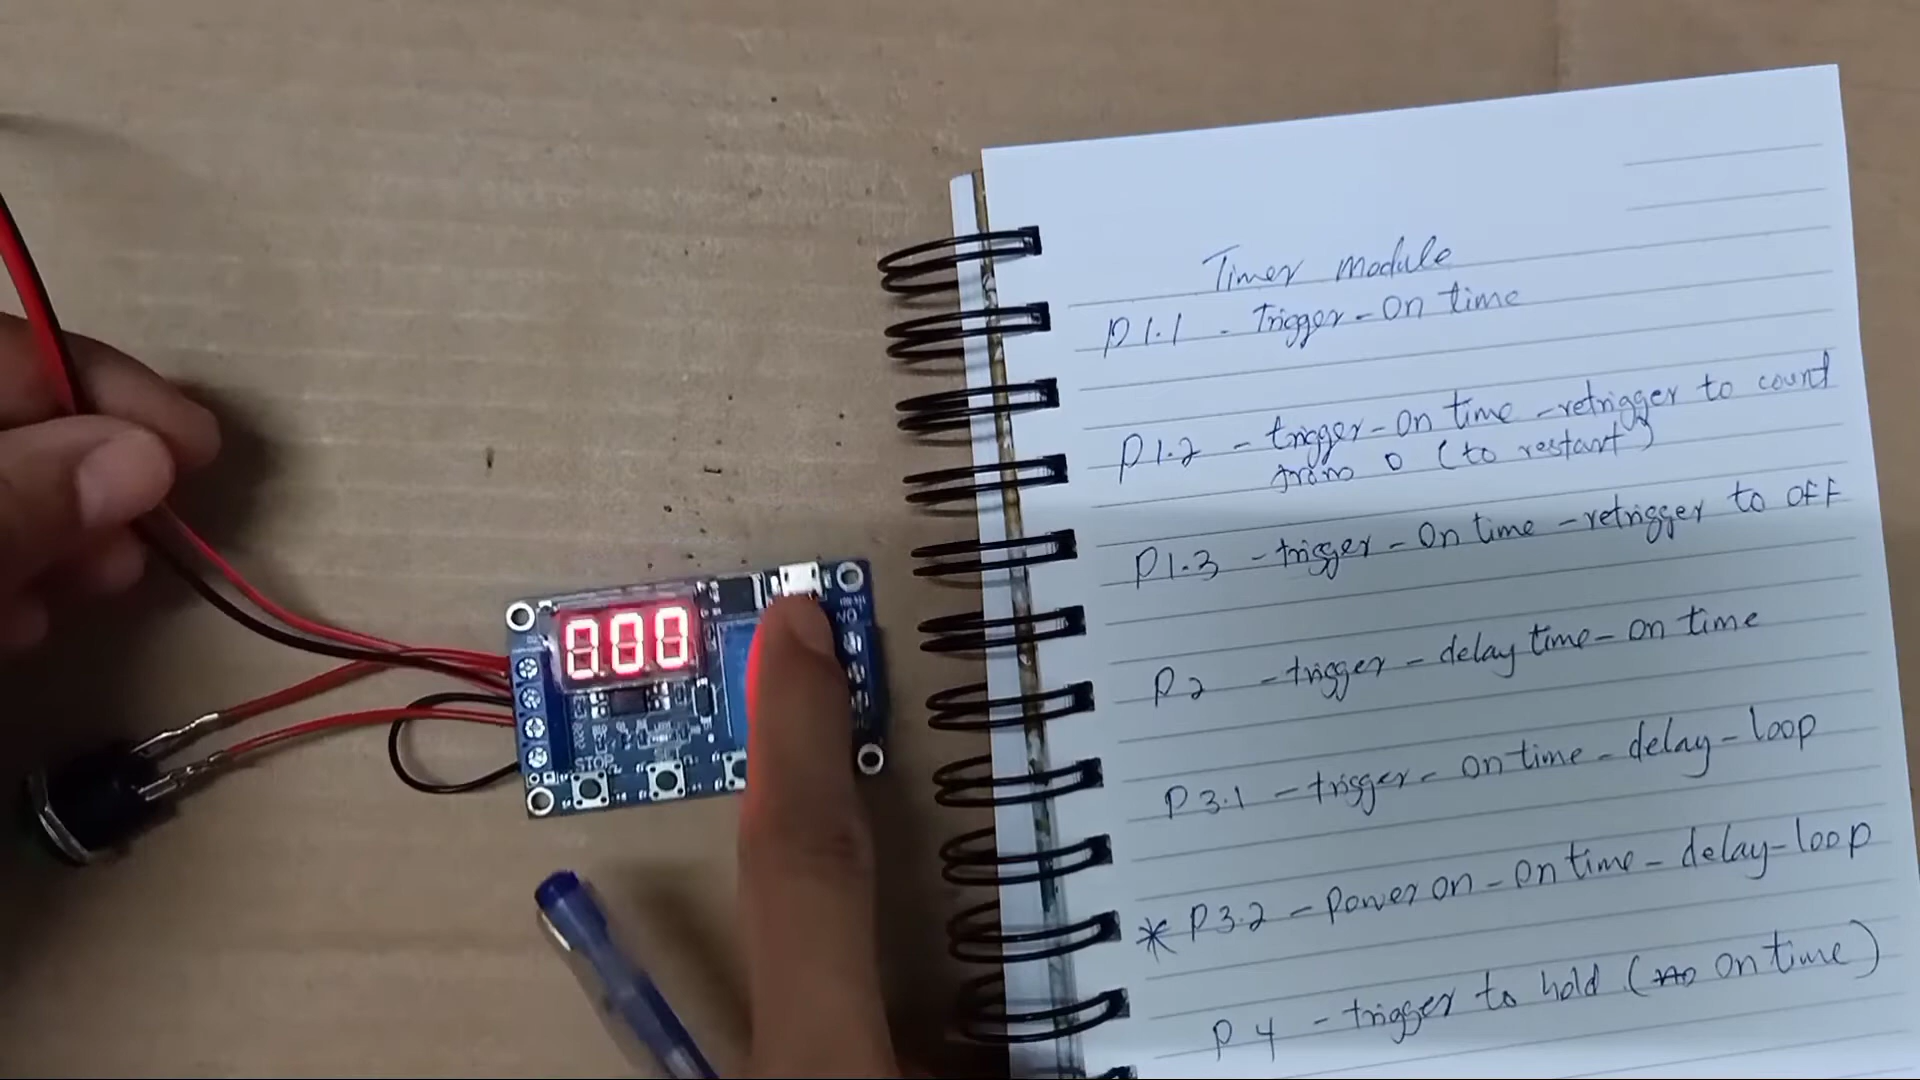 Timer Module
P1.1 - Trigger - On time
P1.2 - trigger - On time - retrigger to count
from 0 (to restart)
P1.3 - trigger - On time - retrigger to OFF
P2 - trigger - delay time - on time
P3.1 - trigger - on time - delay - loop
* P3.2 - Power on - On time - delay - loop
P4 - trigger to hold (no on time)
000
ON
STOP